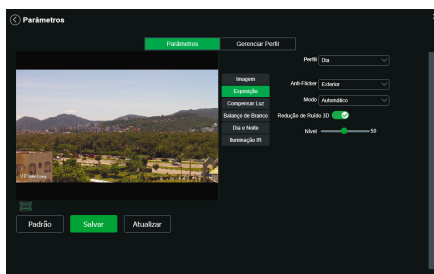 Parâmetros
Parâmetros
Gerenciar Perfil
Perfil
Dia
Imagem
Exposição
Compensar Luz
Balanço de Branco
Dia e Noite
Iluminação IR
Anti-Flicker
Exterior
Modo
Automático
Redução de Ruído 3D
Nível
50
Padrão
Salvar
Atualizar